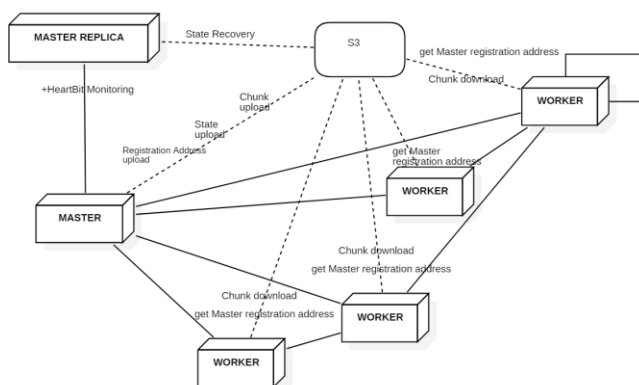 MASTER REPLICA
State Recovery
S3
get Master registration address
Chunk download
WORKER
+HeartBit Monitoring
Chunk
upload
State
upload
Registration Address
upload
get Master
registration address
WORKER
MASTER
Chunk download
get Master registration address
Chunk download
get Master registration address
WORKER
WORKER